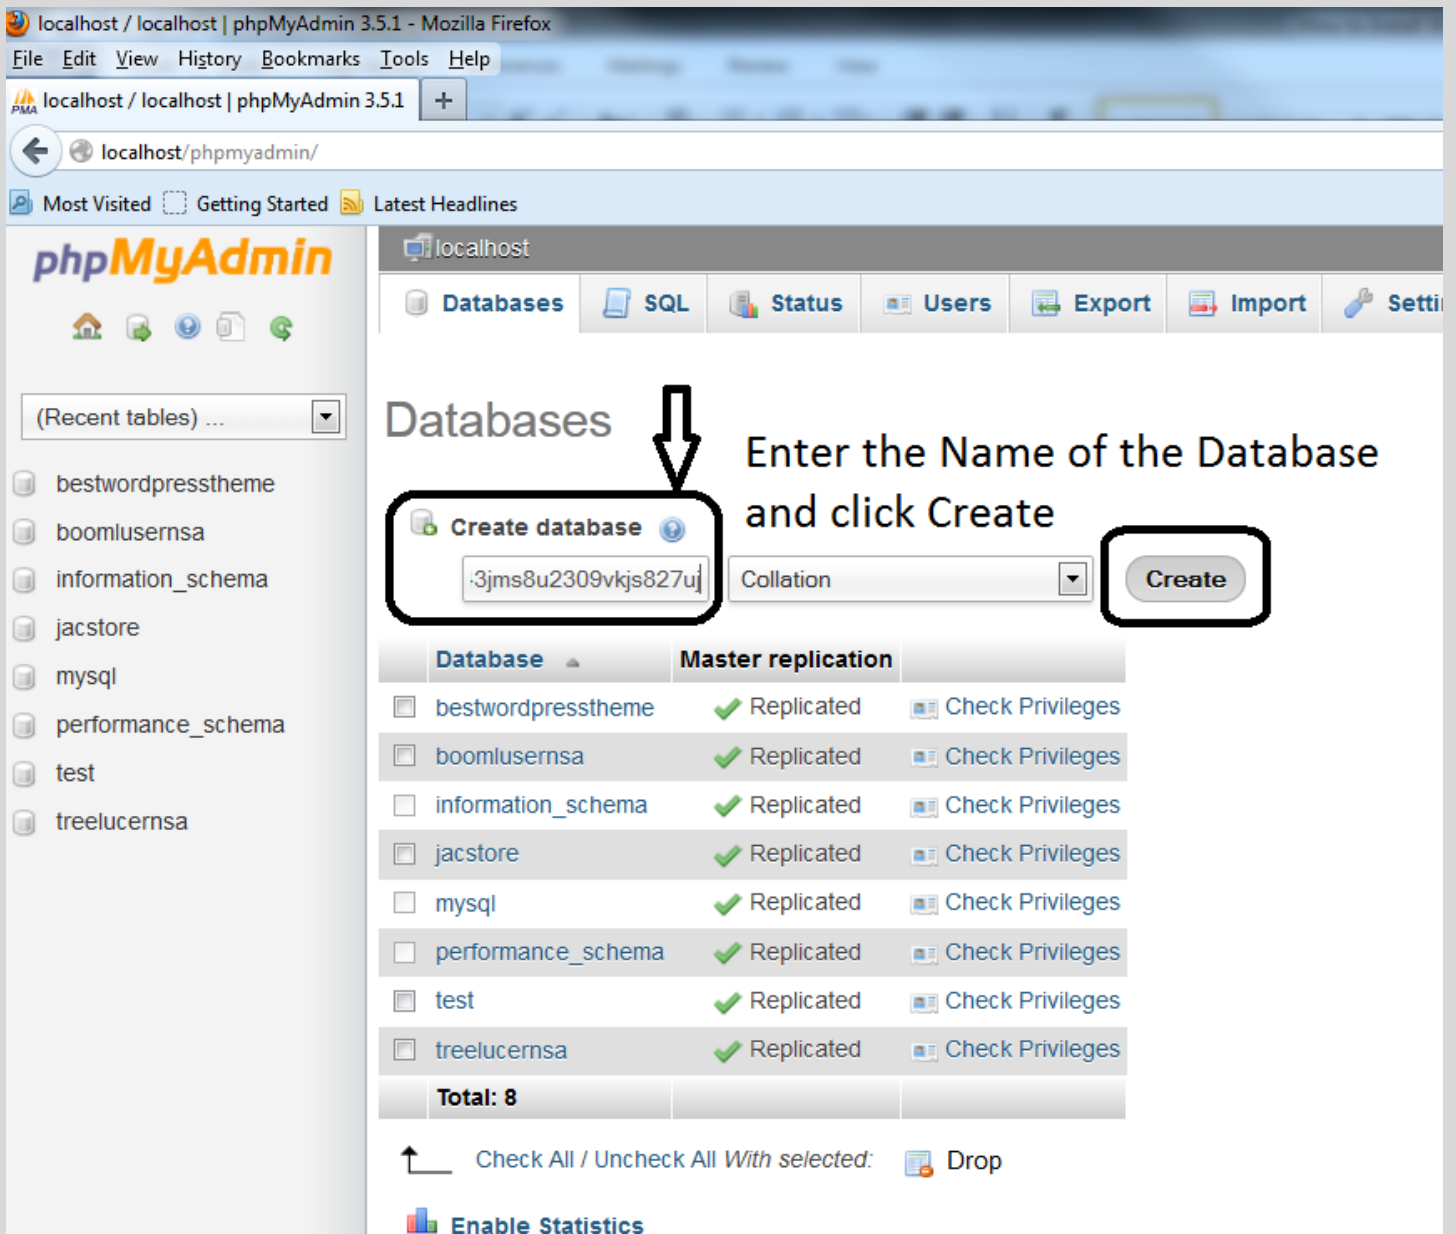 localhost / localhost | phpMyAdmin 3.5.1 - Mozilla Firefox
File Edit View History Bookmarks Tools Help
PMA localhost / localhost | phpMyAdmin 3.5.1 +
localhost/phpmyadmin/
Most Visited Getting Started Latest Headlines
phpMyAdmin
(Recent tables) ...
bestwordpresstheme
boomlusernsa
information_schema
jacstore
mysql
performance_schema
test
treelucernsa
localhost
Databases SQL Status Users Export Import Setti
Databases
Enter the Name of the Database
and click Create
Create database
3jms8u2309vkjs827uj Collation Create
Database Master replication
bestwordpresstheme Replicated Check Privileges
boomlusernsa Replicated Check Privileges
information_schema Replicated Check Privileges
jacstore Replicated Check Privileges
mysql Replicated Check Privileges
performance_schema Replicated Check Privileges
test Replicated Check Privileges
treelucernsa Replicated Check Privileges
Total: 8
Check All / Uncheck All With selected: Drop
Enable Statistics